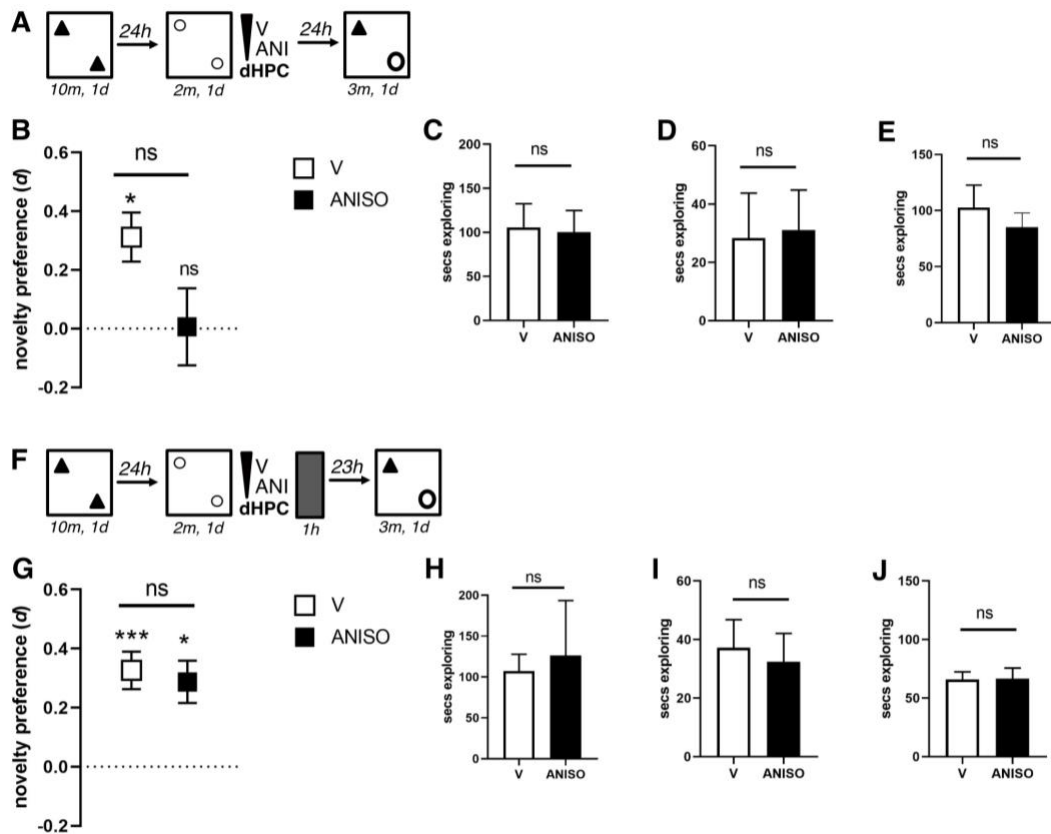 A
24h
V
ANI
dHPC
24h
10m, 1d
2m, 1d
3m, 1d
B
novelty preference (d)
0.6
0.4
0.2
0.0
-0.2
ns
*
ns
V
ANISO
C
secs exploring
200
150
100
50
0
ns
V
ANISO
D
secs exploring
60
40
20
0
ns
V
ANISO
E
secs exploring
150
100
50
0
ns
V
ANISO
F
24h
V
ANI
dHPC
23h
10m, 1d
2m, 1d
1h
3m, 1d
G
novelty preference (d)
0.6
0.4
0.2
0.0
-0.2
ns
***
*
V
ANISO
H
secs exploring
200
150
100
50
0
ns
V
ANISO
I
secs exploring
60
40
20
0
ns
V
ANISO
J
secs exploring
150
100
50
0
ns
V
ANISO